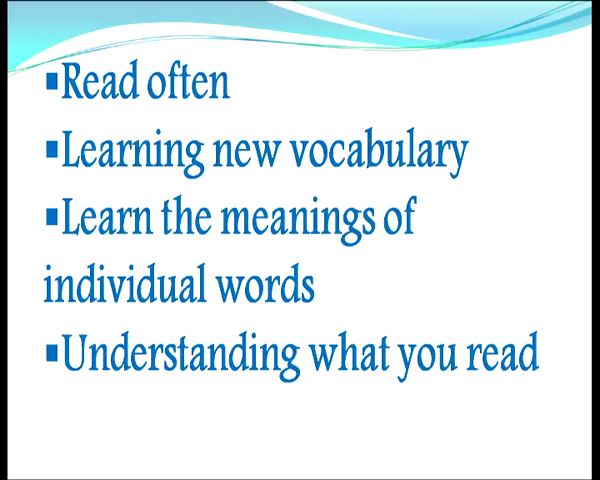 ▪Read often
▪Learning new vocabulary
▪Learn the meanings of
individual words
▪Understanding what you read